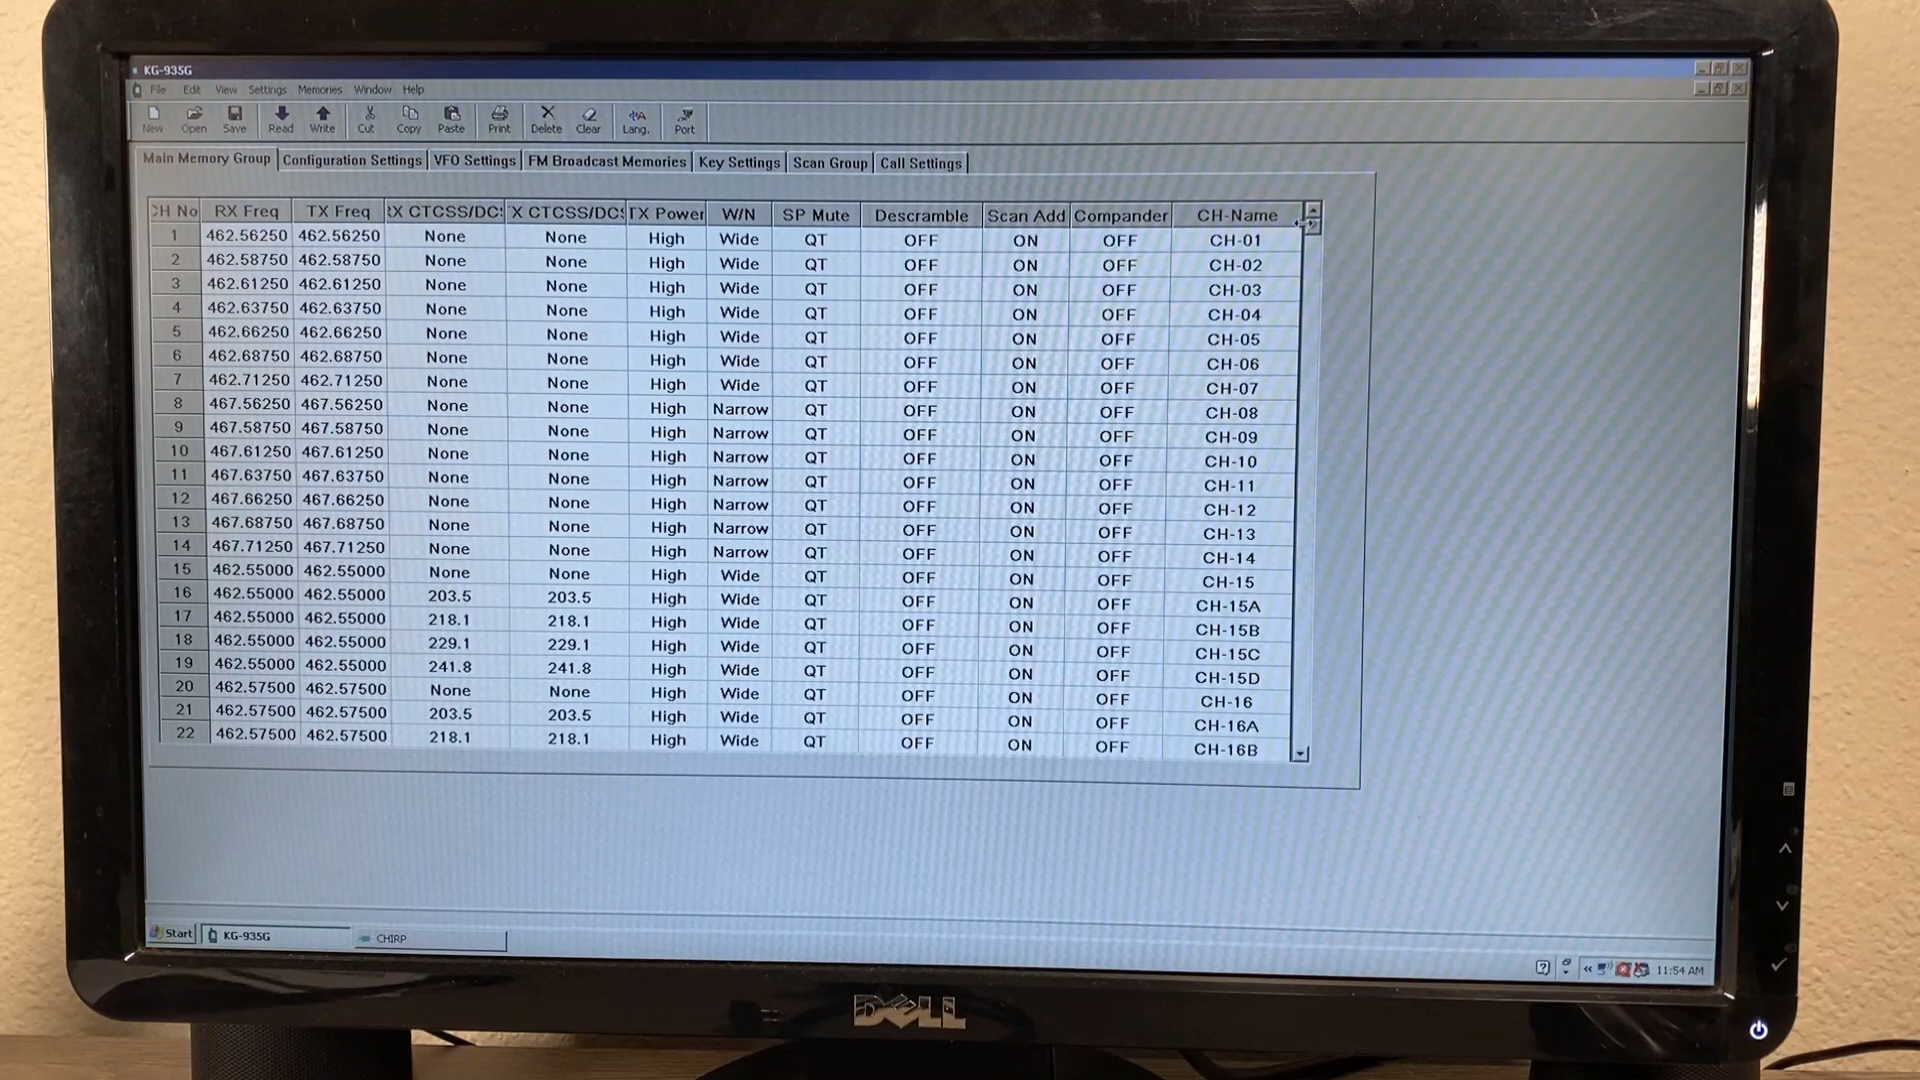 KG-935G
File Edit View Settings Memories Window Help
New Open Save Read Write Cut Copy Paste Print Delete Clear Lang. Port
Main Memory Group Configuration Settings VFO Settings FM Broadcast Memories Key Settings Scan Group Call Settings
CH No RX Freq TX Freq RX CTCSS/DCS X CTCSS/DCS TX Power W/N SP Mute Descramble Scan Add Compander CH-Name
1 462.56250 462.56250 None None High Wide QT OFF ON OFF CH-01
2 462.58750 462.58750 None None High Wide QT OFF ON OFF CH-02
3 462.61250 462.61250 None None High Wide QT OFF ON OFF CH-03
4 462.63750 462.63750 None None High Wide QT OFF ON OFF CH-04
5 462.66250 462.66250 None None High Wide QT OFF ON OFF CH-05
6 462.68750 462.68750 None None High Wide QT OFF ON OFF CH-06
7 462.71250 462.71250 None None High Wide QT OFF ON OFF CH-07
8 467.56250 467.56250 None None High Narrow QT OFF ON OFF CH-08
9 467.58750 467.58750 None None High Narrow QT OFF ON OFF CH-09
10 467.61250 467.61250 None None High Narrow QT OFF ON OFF CH-10
11 467.63750 467.63750 None None High Narrow QT OFF ON OFF CH-11
12 467.66250 467.66250 None None High Narrow QT OFF ON OFF CH-12
13 467.68750 467.68750 None None High Narrow QT OFF ON OFF CH-13
14 467.71250 467.71250 None None High Narrow QT OFF ON OFF CH-14
15 462.55000 462.55000 None None High Wide QT OFF ON OFF CH-15
16 462.55000 462.55000 203.5 203.5 High Wide QT OFF ON OFF CH-15A
17 462.55000 462.55000 218.1 218.1 High Wide QT OFF ON OFF CH-15B
18 462.55000 462.55000 229.1 229.1 High Wide QT OFF ON OFF CH-15C
19 462.55000 462.55000 241.8 241.8 High Wide QT OFF ON OFF CH-15D
20 462.57500 462.57500 None None High Wide QT OFF ON OFF CH-16
21 462.57500 462.57500 203.5 203.5 High Wide QT OFF ON OFF CH-16A
22 462.57500 462.57500 218.1 218.1 High Wide QT OFF ON OFF CH-16B
Start KG-935G CHIRP
11:54 AM
DELL